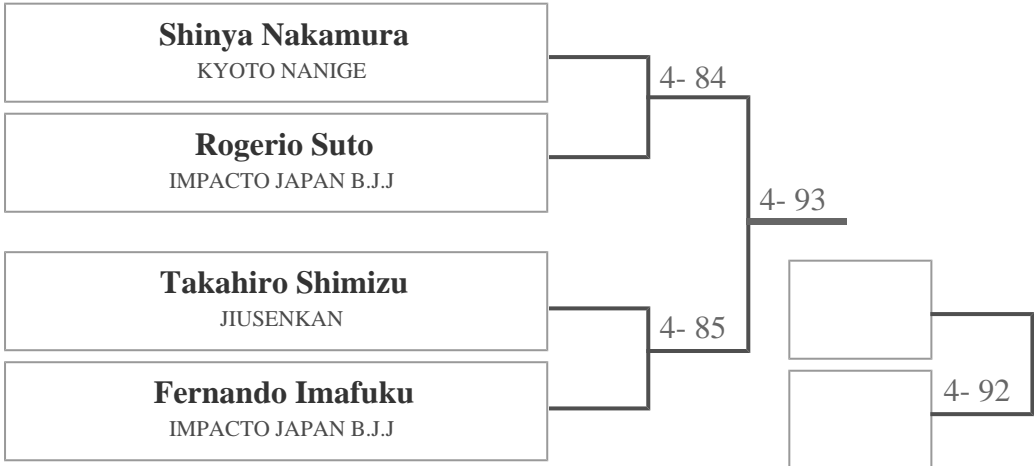 Shinya Nakamura
KYOTO NANIGE
4- 84
Rogerio Suto
IMPACTO JAPAN B.J.J
4- 93
Takahiro Shimizu
JIUSENKAN
4- 85
Fernando Imafuku
IMPACTO JAPAN B.J.J
4- 92